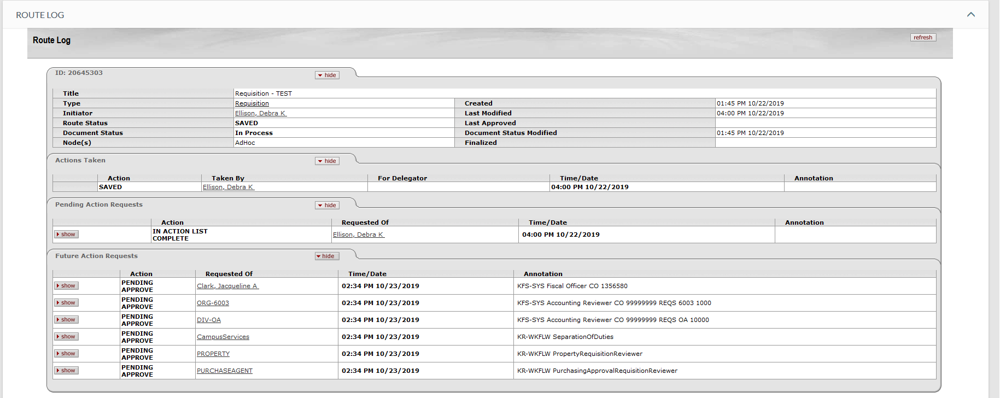 ROUTE LOG
Route Log
refresh
ID: 20645303
hide
Title Requisition - TEST
Type Requisition Created 01:45 PM 10/22/2019
Initiator Ellison, Debra K Last Modified 04:00 PM 10/22/2019
Route Status SAVED Last Approved
Document Status In Process Document Status Modified 01:45 PM 10/22/2019
Node(s) AdHoc Finalized
Actions Taken
hide
Action Taken By For Delegator Time/Date Annotation
SAVED Ellison, Debra K 04:00 PM 10/22/2019
Pending Action Requests
hide
Action Requested Of Time/Date Annotation
show IN ACTION LIST
COMPLETE Ellison, Debra K 04:00 PM 10/22/2019
Future Action Requests
hide
Action Requested Of Time/Date Annotation
show PENDING
APPROVE Clark, Jacqueline A 02:34 PM 10/23/2019 KFS-SYS Fiscal Officer CO 1356580
show PENDING
APPROVE ORG-6003 02:34 PM 10/23/2019 KFS-SYS Accounting Reviewer CO 99999999 REQS 6003 1000
show PENDING
APPROVE DIV-OA 02:34 PM 10/23/2019 KFS-SYS Accounting Reviewer CO 99999999 REQS OA 10000
show PENDING
APPROVE CampusServices 02:34 PM 10/23/2019 KR-WKFLW SeparationOfDuties
show PENDING
APPROVE PROPERTY 02:34 PM 10/23/2019 KR-WKFLW PropertyRequisitionReviewer
show PENDING
APPROVE PURCHASEAGENT 02:34 PM 10/23/2019 KR-WKFLW PurchasingApprovalRequisitionReviewer